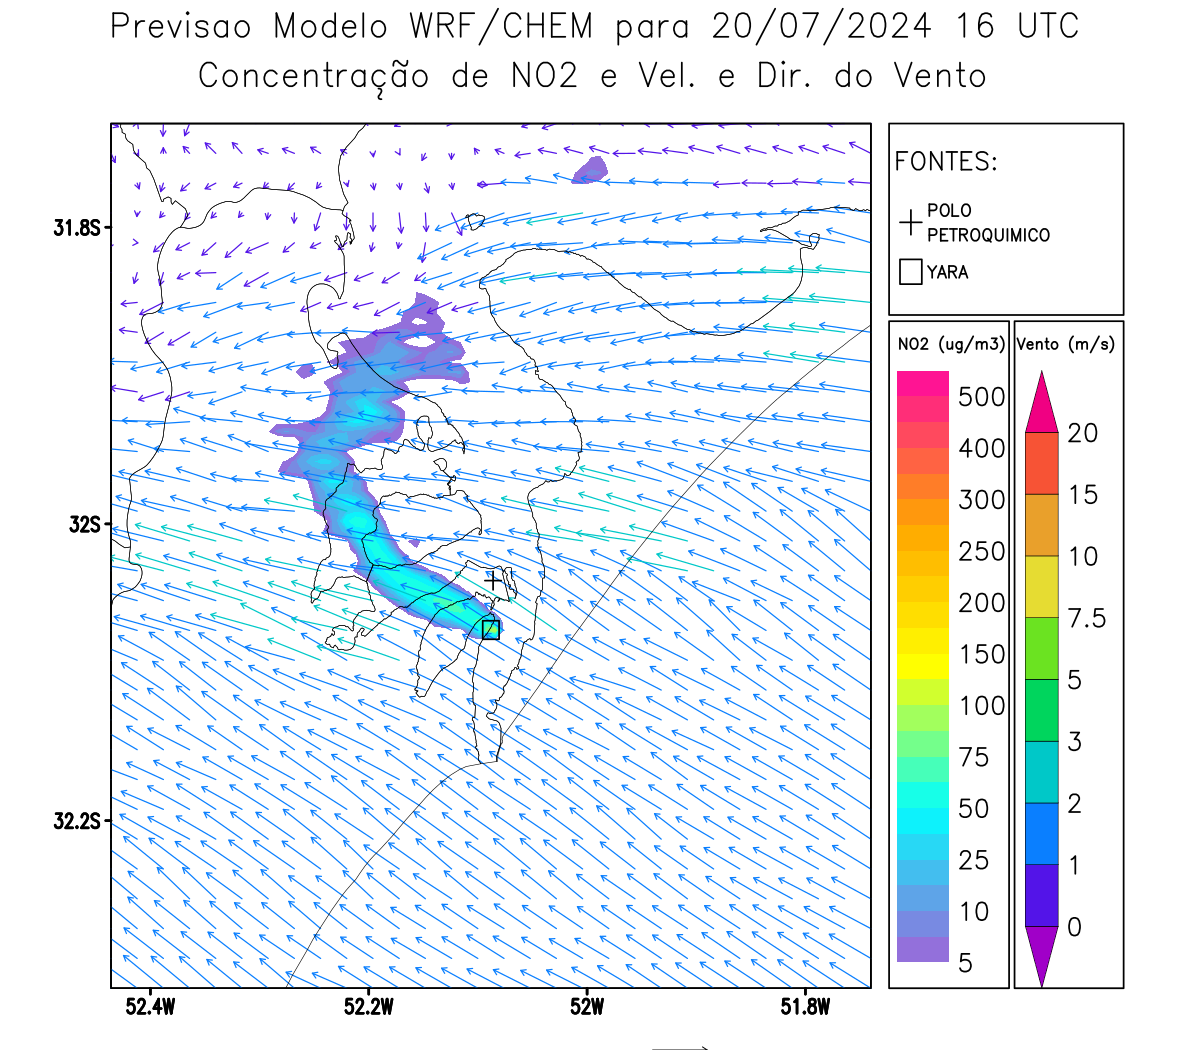 Previsao Modelo WRF/CHEM para 20/07/2024 16 UTC
Concentração de NO2 e Vel. e Dir. do Vento
FONTES:
POLO
PETROQUIMICO
YARA
31.8S
32S
32.2S
52.4W
52.2W
52W
51.8W
NO2 (ug/m3)
500
400
300
250
200
150
100
75
50
25
10
5
Vento (m/s)
20
15
10
7.5
5
3
2
1
0